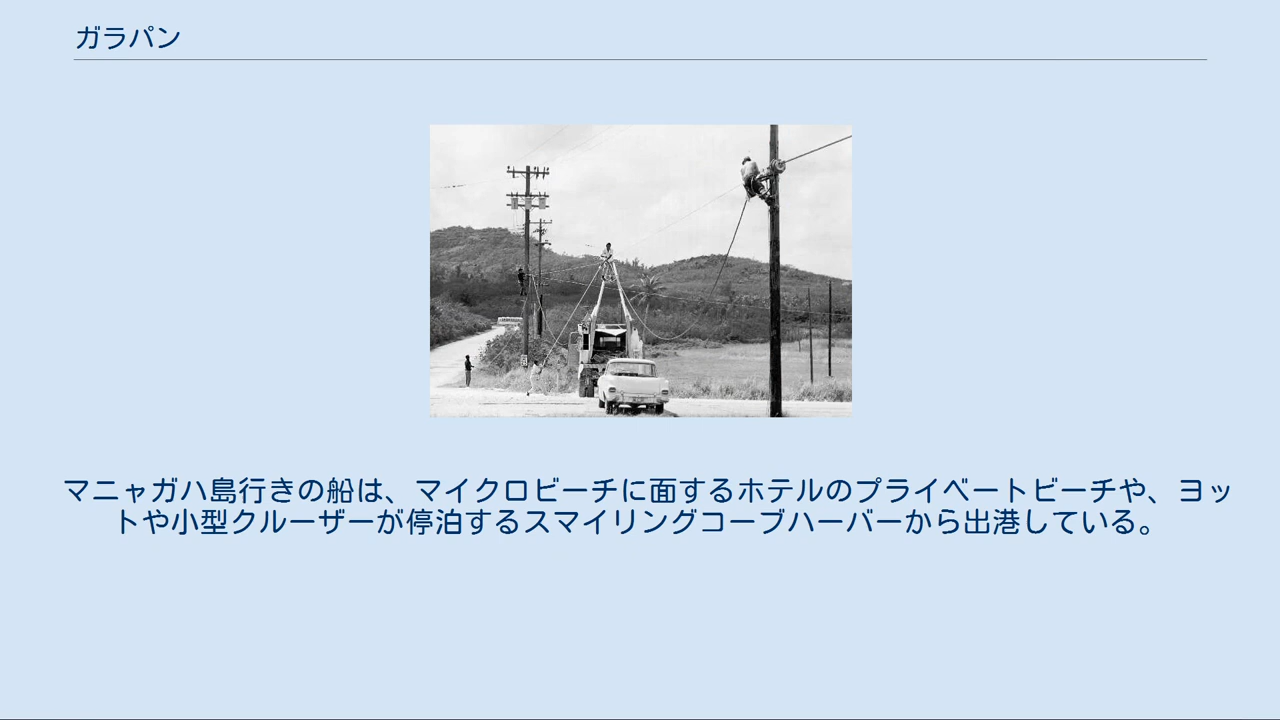 ガラパン
マニャガハ島行きの船は、マイクロビーチに面するホテルのプライベートビーチや、ヨッ
トや小型クルーザーが停泊するスマイリングコーブハーバーから出港している。